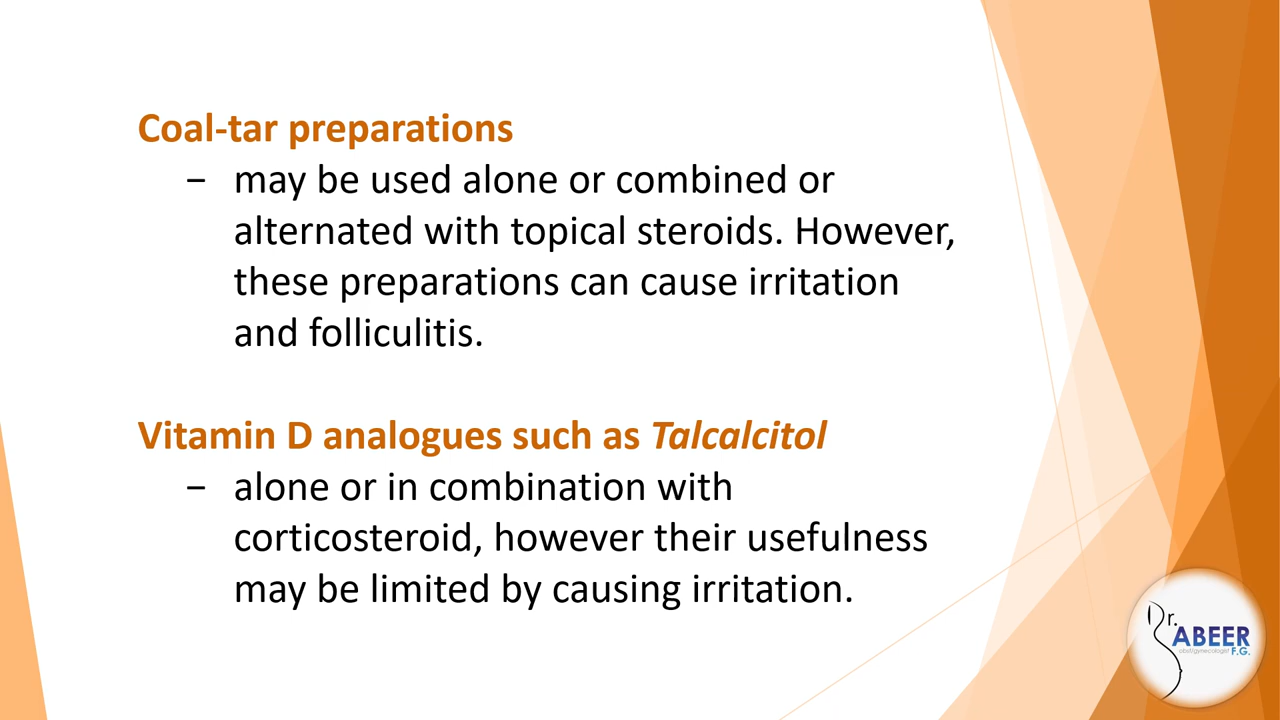 Coal-tar preparations
− may be used alone or combined or
alternated with topical steroids. However,
these preparations can cause irritation
and folliculitis.
Vitamin D analogues such as Talcalcitol
− alone or in combination with
corticosteroid, however their usefulness
may be limited by causing irritation.
Dr.
ABEER
obst/gynecologist F.G.